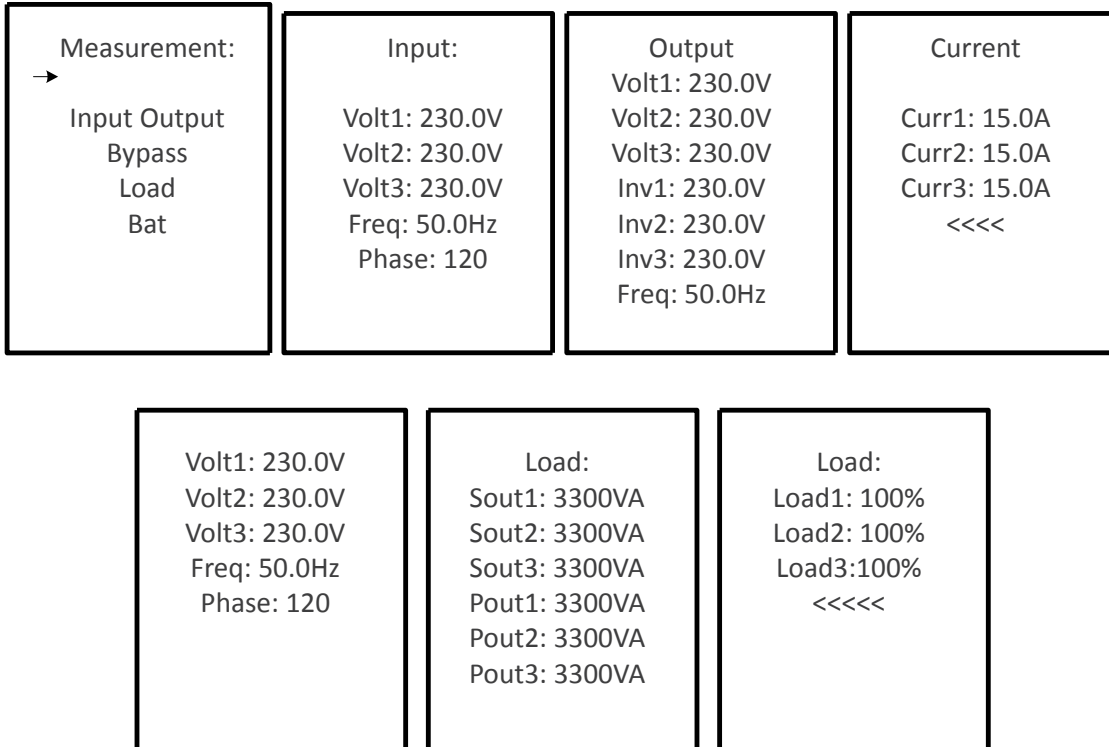 Measurement:
Input Output
Bypass
Load
Bat
Input:
Volt1: 230.0V
Volt2: 230.0V
Volt3: 230.0V
Freq: 50.0Hz
Phase: 120
Output
Volt1: 230.0V
Volt2: 230.0V
Volt3: 230.0V
Inv1: 230.0V
Inv2: 230.0V
Inv3: 230.0V
Freq: 50.0Hz
Current
Curr1: 15.0A
Curr2: 15.0A
Curr3: 15.0A
<<<<
Volt1: 230.0V
Volt2: 230.0V
Volt3: 230.0V
Freq: 50.0Hz
Phase: 120
Load:
Sout1: 3300VA
Sout2: 3300VA
Sout3: 3300VA
Pout1: 3300VA
Pout2: 3300VA
Pout3: 3300VA
Load:
Load1: 100%
Load2: 100%
Load3:100%
<<<<<